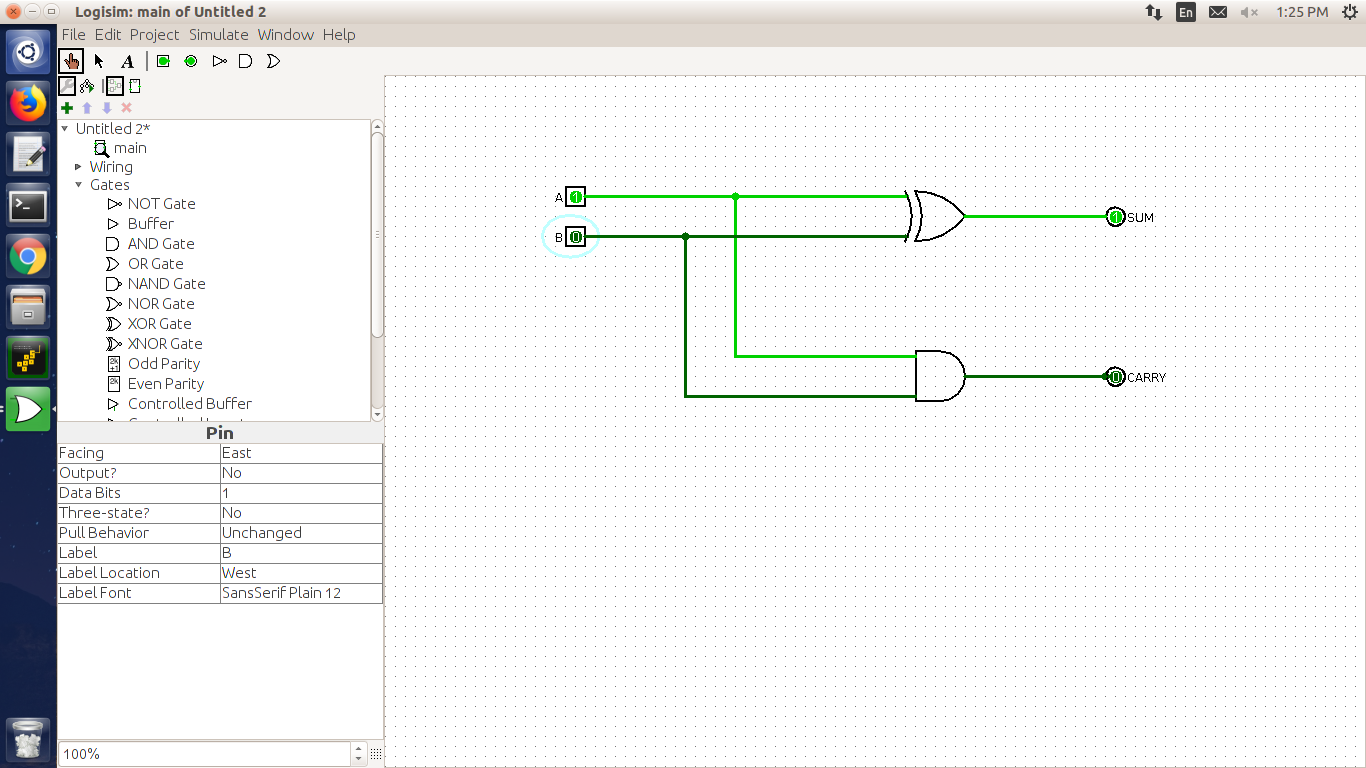 Logisim: main of Untitled 2
En
1:25 PM
File Edit Project Simulate Window Help
A
Untitled 2*
main
Wiring
Gates
NOT Gate
Buffer
AND Gate
OR Gate
NAND Gate
NOR Gate
XOR Gate
XNOR Gate
Odd Parity
Even Parity
Controlled Buffer
Pin
Facing East
Output? No
Data Bits 1
Three-state? No
Pull Behavior Unchanged
Label B
Label Location West
Label Font SansSerif Plain 12
100%
A 1
B 0
1 SUM
0 CARRY